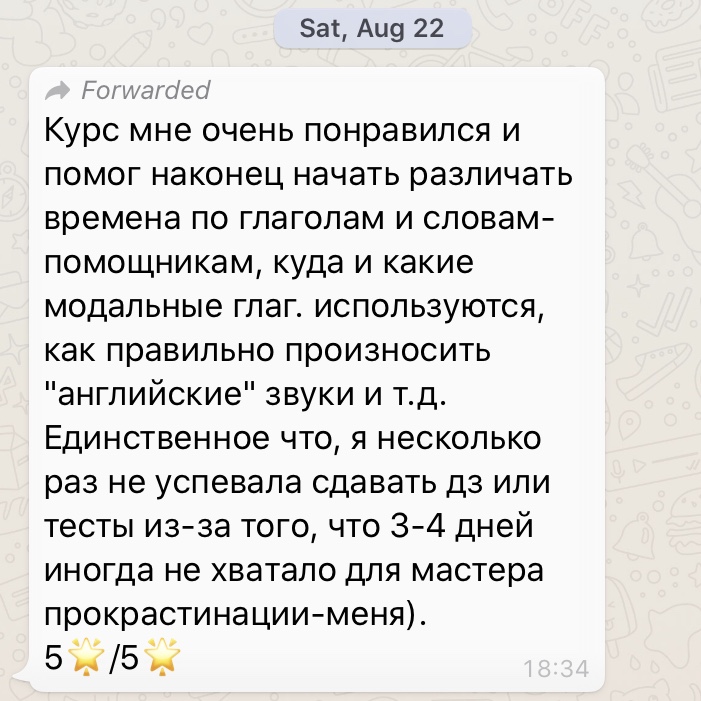 Sat, Aug 22
Forwarded
Курс мне очень понравился и
помог наконец начать различать
времена по глаголам и словам-
помощникам, куда и какие
модальные глаг. используются,
как правильно произносить
"английские" звуки и т.д.
Единственное что, я несколько
раз не успевала сдавать дз или
тесты из-за того, что 3-4 дней
иногда не хватало для мастера
прокрастинации-меня).
5🌟/5🌟
18:34